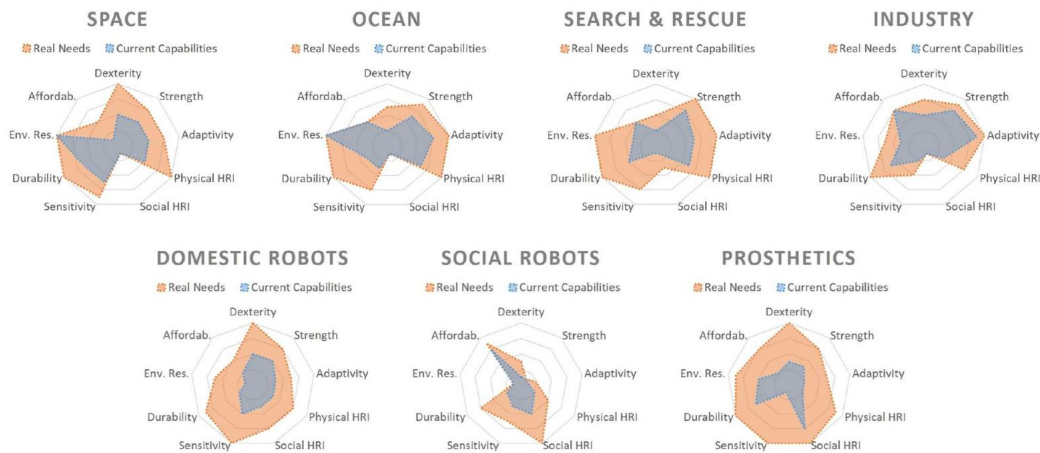 SPACE
Real Needs Current Capabilities
Dexterity
Affordab. Strength
Env. Res. Adaptivity
Durability Physical HRI
Sensitivity Social HRI
OCEAN
Real Needs Current Capabilities
Dexterity
Affordab. Strength
Env. Res. Adaptivity
Durability Physical HRI
Sensitivity Social HRI
SEARCH & RESCUE
Real Needs Current Capabilities
Dexterity
Affordab. Strength
Env. Res. Adaptivity
Durability Physical HRI
Sensitivity Social HRI
INDUSTRY
Real Needs Current Capabilities
Dexterity
Affordab. Strength
Env. Res. Adaptivity
Durability Physical HRI
Sensitivity Social HRI
DOMESTIC ROBOTS
Real Needs Current Capabilities
Dexterity
Affordab. Strength
Env. Res. Adaptivity
Durability Physical HRI
Sensitivity Social HRI
SOCIAL ROBOTS
Real Needs Current Capabilities
Dexterity
Affordab. Strength
Env. Res. Adaptivity
Durability Physical HRI
Sensitivity Social HRI
PROSTHETICS
Real Needs Current Capabilities
Dexterity
Affordab. Strength
Env. Res. Adaptivity
Durability Physical HRI
Sensitivity Social HRI